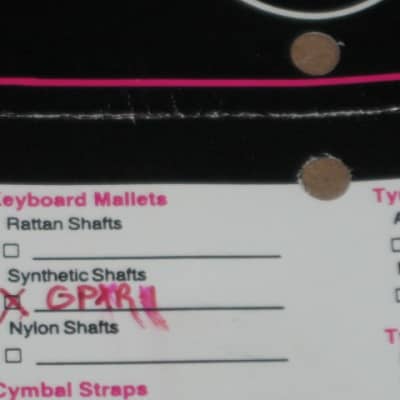 Keyboard Mallets
Rattan Shafts
Synthetic Shafts
Nylon Shafts
Cymbal Straps